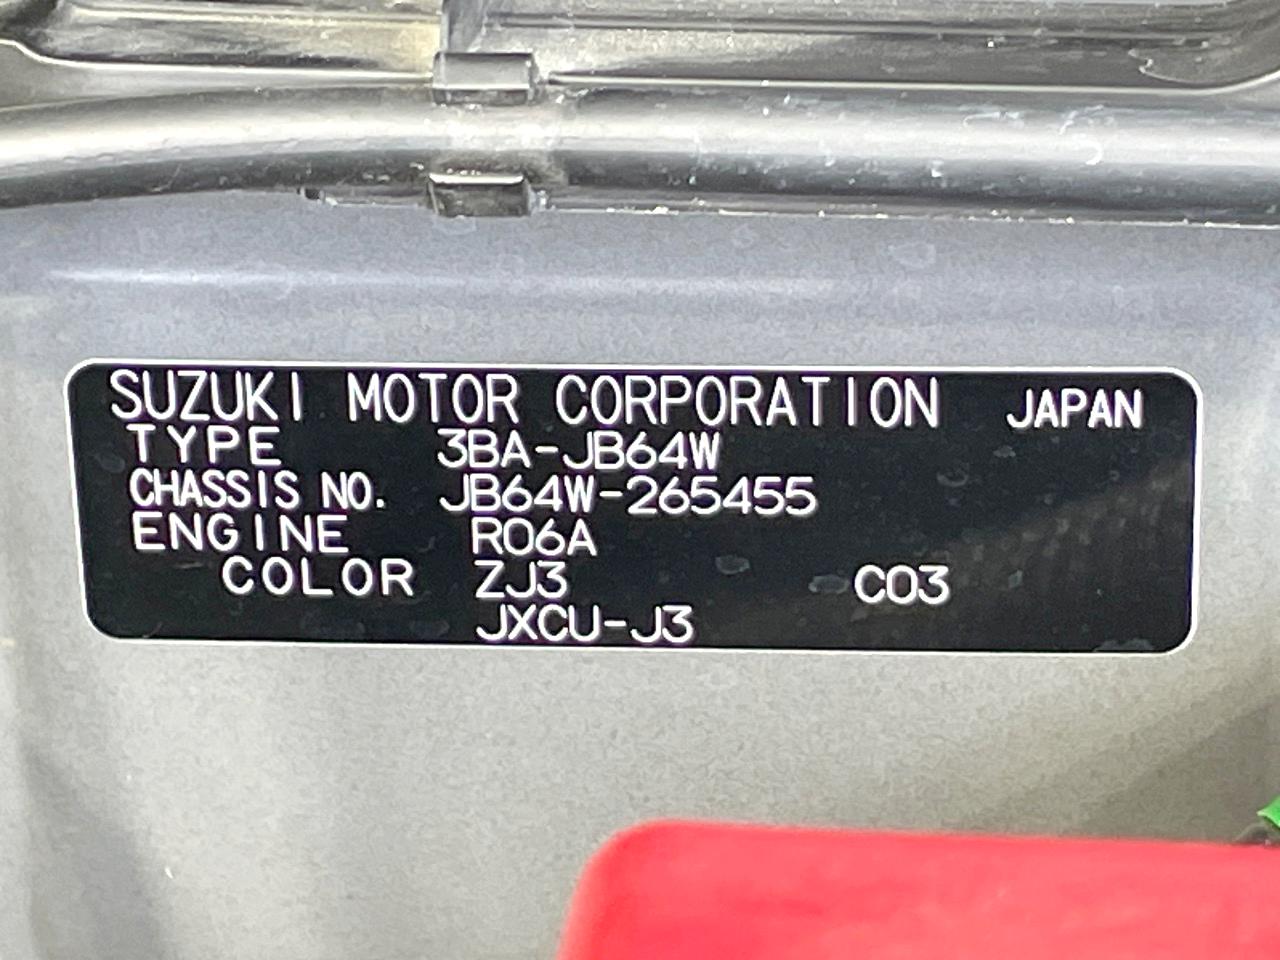 SUZUKI MOTOR CORPORATION JAPAN
TYPE 3BA-JB64W
CHASSIS NO. JB64W-265455
ENGINE R06A
COLOR ZJ3 C03
JXCU-J3